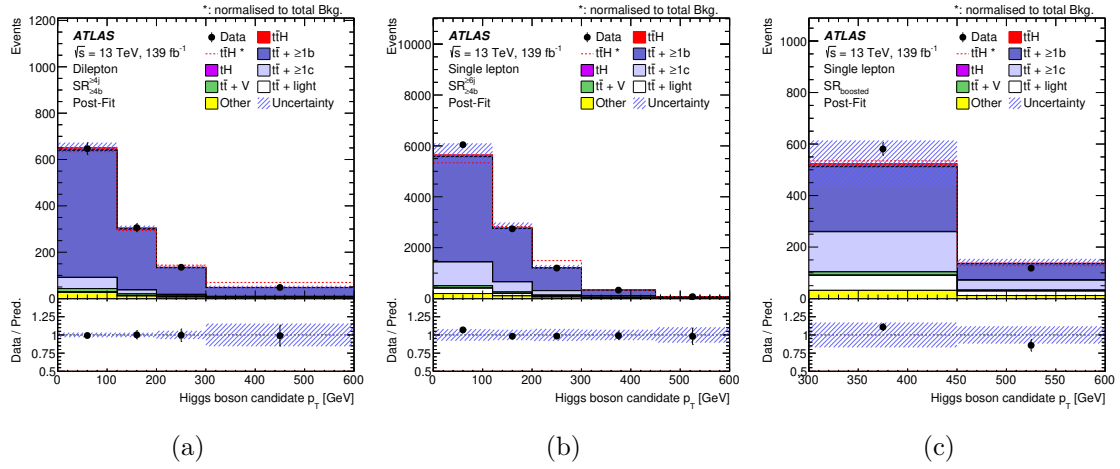 *: normalised to total Bkg.
Events
1200
1000
800
600
400
200
0
ATLAS
√s = 13 TeV, 139 fb⁻¹
Dilepton
SR≥4j ≥4b
Post-Fit
Data
tt̄H
tt̄H *
tt̄ + ≥1b
tH
tt̄ + ≥1c
tt̄ + V
tt̄ + light
Other
Uncertainty
Data / Pred.
1.25
1
0.75
0.5
0 100 200 300 400 500 600
Higgs boson candidate p_T [GeV]
(a)
*: normalised to total Bkg.
Events
10000
8000
6000
4000
2000
0
ATLAS
√s = 13 TeV, 139 fb⁻¹
Single lepton
SR≥6j ≥4b
Post-Fit
Data
tt̄H
tt̄H *
tt̄ + ≥1b
tH
tt̄ + ≥1c
tt̄ + V
tt̄ + light
Other
Uncertainty
Data / Pred.
1.25
1
0.75
0.5
0 100 200 300 400 500 600
Higgs boson candidate p_T [GeV]
(b)
*: normalised to total Bkg.
Events
1000
800
600
400
200
0
ATLAS
√s = 13 TeV, 139 fb⁻¹
Single lepton
SR boosted
Post-Fit
Data
tt̄H
tt̄H *
tt̄ + ≥1b
tH
tt̄ + ≥1c
tt̄ + V
tt̄ + light
Other
Uncertainty
Data / Pred.
1.25
1
0.75
0.5
300 350 400 450 500 550 600
Higgs boson candidate p_T [GeV]
(c)